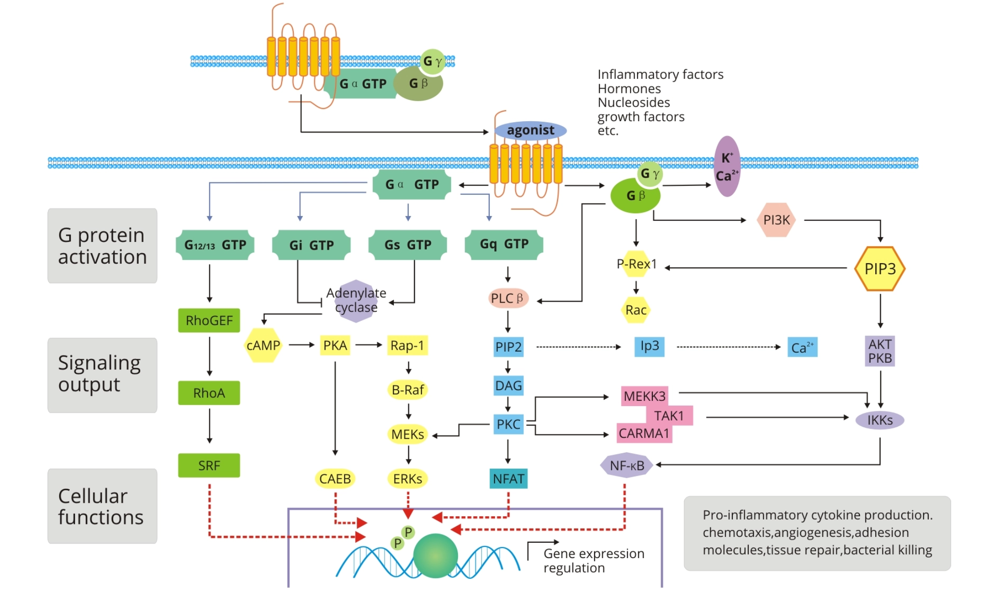 G γ
G α GTP
G β
Inflammatory factors
Hormones
Nucleosides
growth factors
etc.
agonist
K⁺
Ca²⁺
G α GTP
G γ
G β
PI3K
G protein
activation
G12/13 GTP
Gi GTP
Gs GTP
Gq GTP
P-Rex1
PIP3
Adenylate
cyclase
PLC β
Rac
RhoGEF
cAMP
PKA
Rap-1
PIP2
Ip3
Ca²⁺
AKT
PKB
Signaling
output
RhoA
B-Raf
DAG
MEKK3
TAK1
CARMA1
IKKs
PKC
MEKs
SRF
CAEB
ERKs
NFAT
NF-κB
Cellular
functions
P
P
Gene expression
regulation
Pro-inflammatory cytokine production.
chemotaxis,angiogenesis,adhesion
molecules,tissue repair,bacterial killing